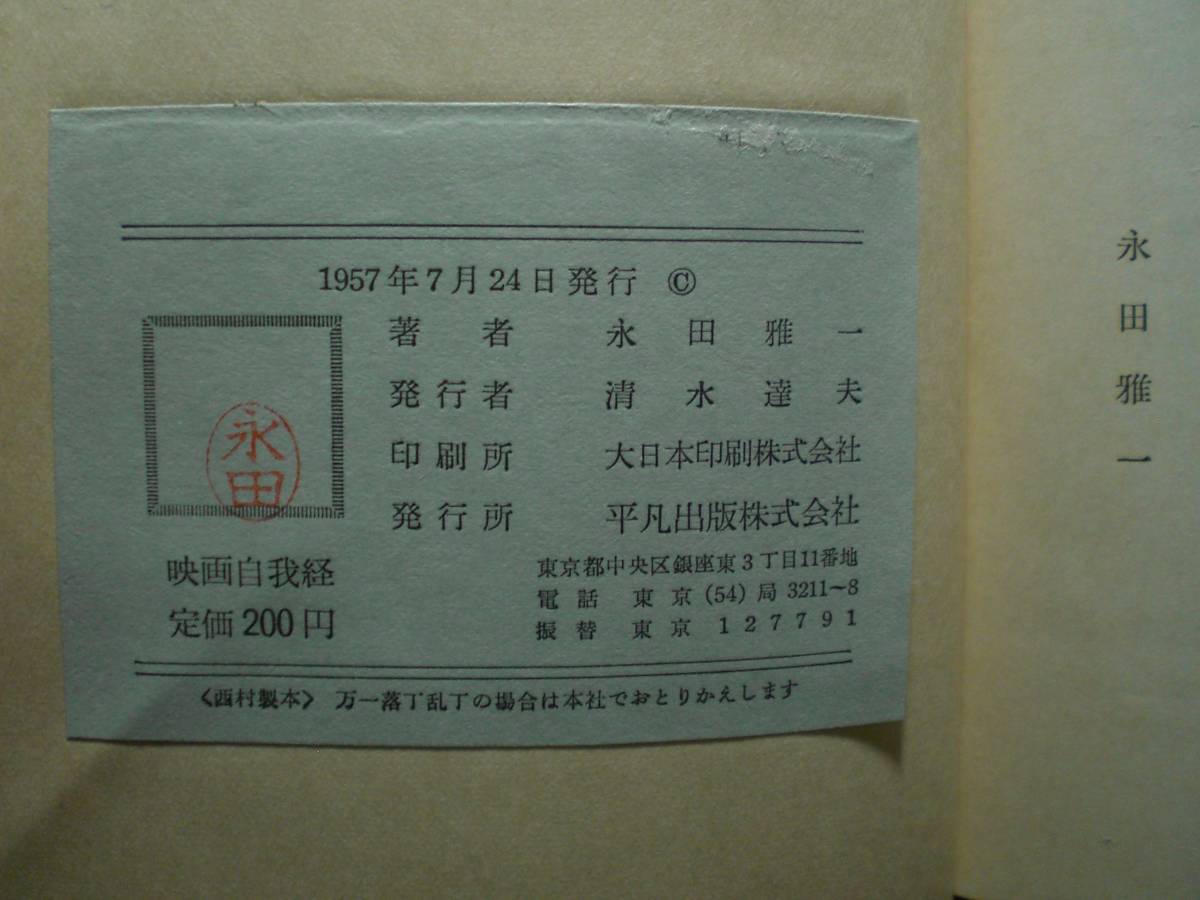 1957年7月24日発行 ©
著者 永田雅一
発行者 清水達夫
印刷所 大日本印刷株式会社
発行所 平凡出版株式会社
東京都中央区銀座東3丁目11番地
電話 東京 (54) 局 3211~8
振替 東京 127791
永田
映画自我経
定価200円
〈西村製本〉 万一落丁乱丁の場合は本社でおとりかえします
永田雅一